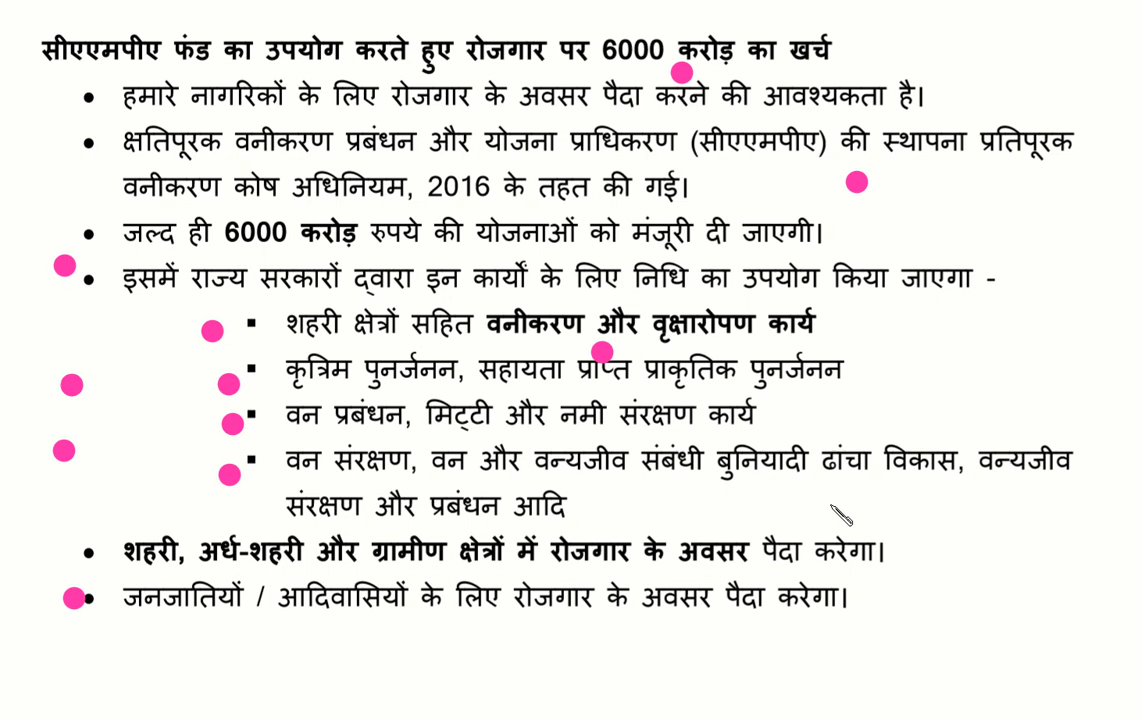 सीएएमपीए फंड का उपयोग करते हुए रोजगार पर 6000 करोड़ का खर्च
• हमारे नागरिकों के लिए रोजगार के अवसर पैदा करने की आवश्यकता है।
• क्षतिपूरक वनीकरण प्रबंधन और योजना प्राधिकरण (सीएएमपीए) की स्थापना प्रतिपूरक
वनीकरण कोष अधिनियम, 2016 के तहत की गई।
• जल्द ही 6000 करोड़ रुपये की योजनाओं को मंजूरी दी जाएगी।
• इसमें राज्य सरकारों द्वारा इन कार्यों के लिए निधि का उपयोग किया जाएगा -
▪ शहरी क्षेत्रों सहित वनीकरण और वृक्षारोपण कार्य
▪ कृत्रिम पुनर्जनन, सहायता प्राप्त प्राकृतिक पुनर्जनन
▪ वन प्रबंधन, मिट्टी और नमी संरक्षण कार्य
▪ वन संरक्षण, वन और वन्यजीव संबंधी बुनियादी ढांचा विकास, वन्यजीव
संरक्षण और प्रबंधन आदि
• शहरी, अर्ध-शहरी और ग्रामीण क्षेत्रों में रोजगार के अवसर पैदा करेगा।
• जनजातियों / आदिवासियों के लिए रोजगार के अवसर पैदा करेगा।